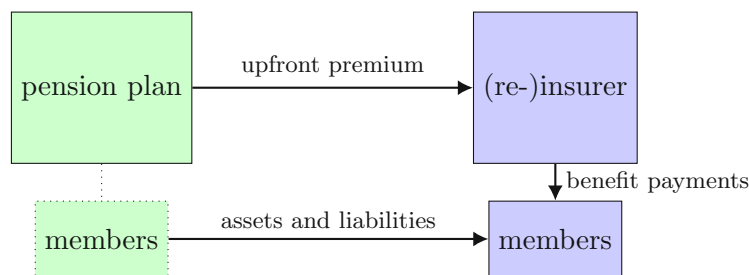 upfront premium
pension plan
(re-)insurer
benefit payments
assets and liabilities
members
members